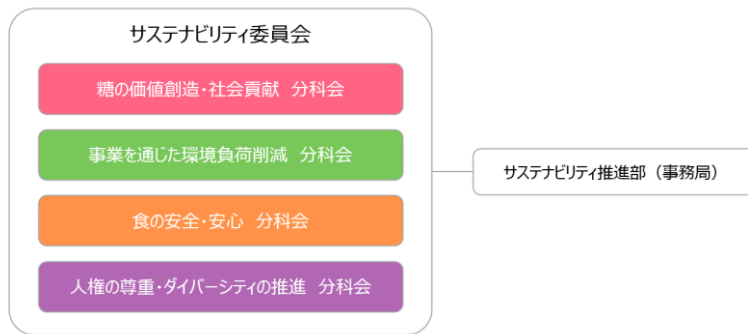 サステナビリティ委員会
糖の価値創造・社会貢献 分科会
事業を通じた環境負荷削減 分科会
サステナビリティ推進部（事務局）
食の安全・安心 分科会
人権の尊重・ダイバーシティの推進 分科会